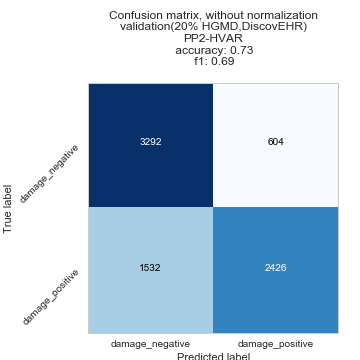 Confusion matrix, without normalization
validation(20% HGMD,DiscovEHR)
PP2-HVAR
accuracy: 0.73
f1: 0.69
True label
damage_negative
3292
604
damage_positive
1532
2426
damage_negative
damage_positive
Predicted label